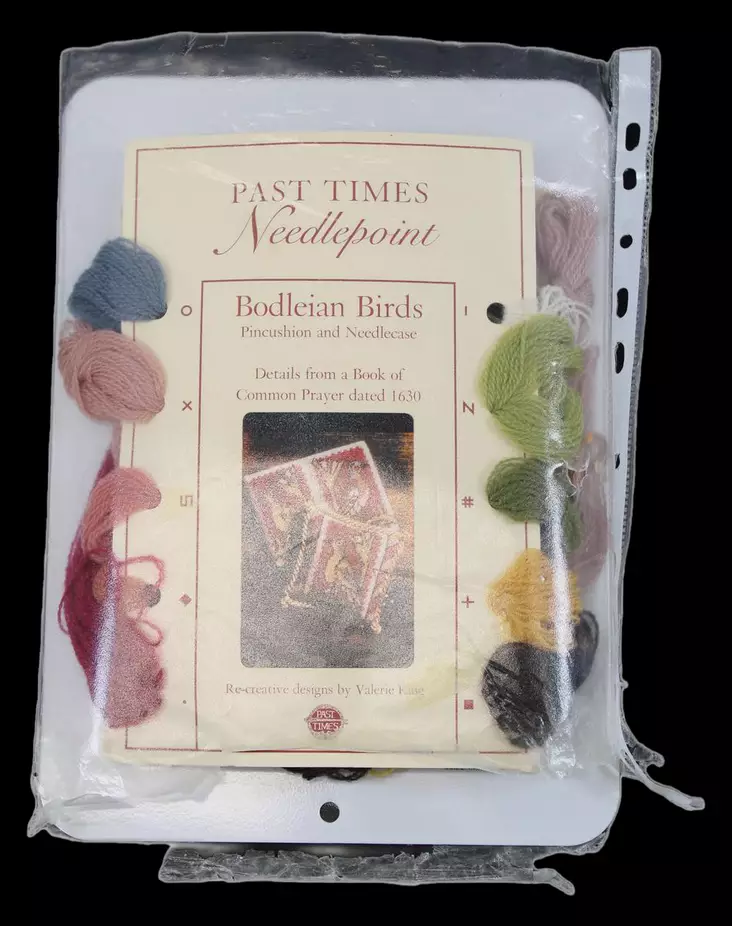 PAST TIMES
Needlepoint
Bodleian Birds
Pincushion and Needlecase
Details from a Book of
Common Prayer dated 1630
Re-creative designs by Valerie
PAST
TIMES